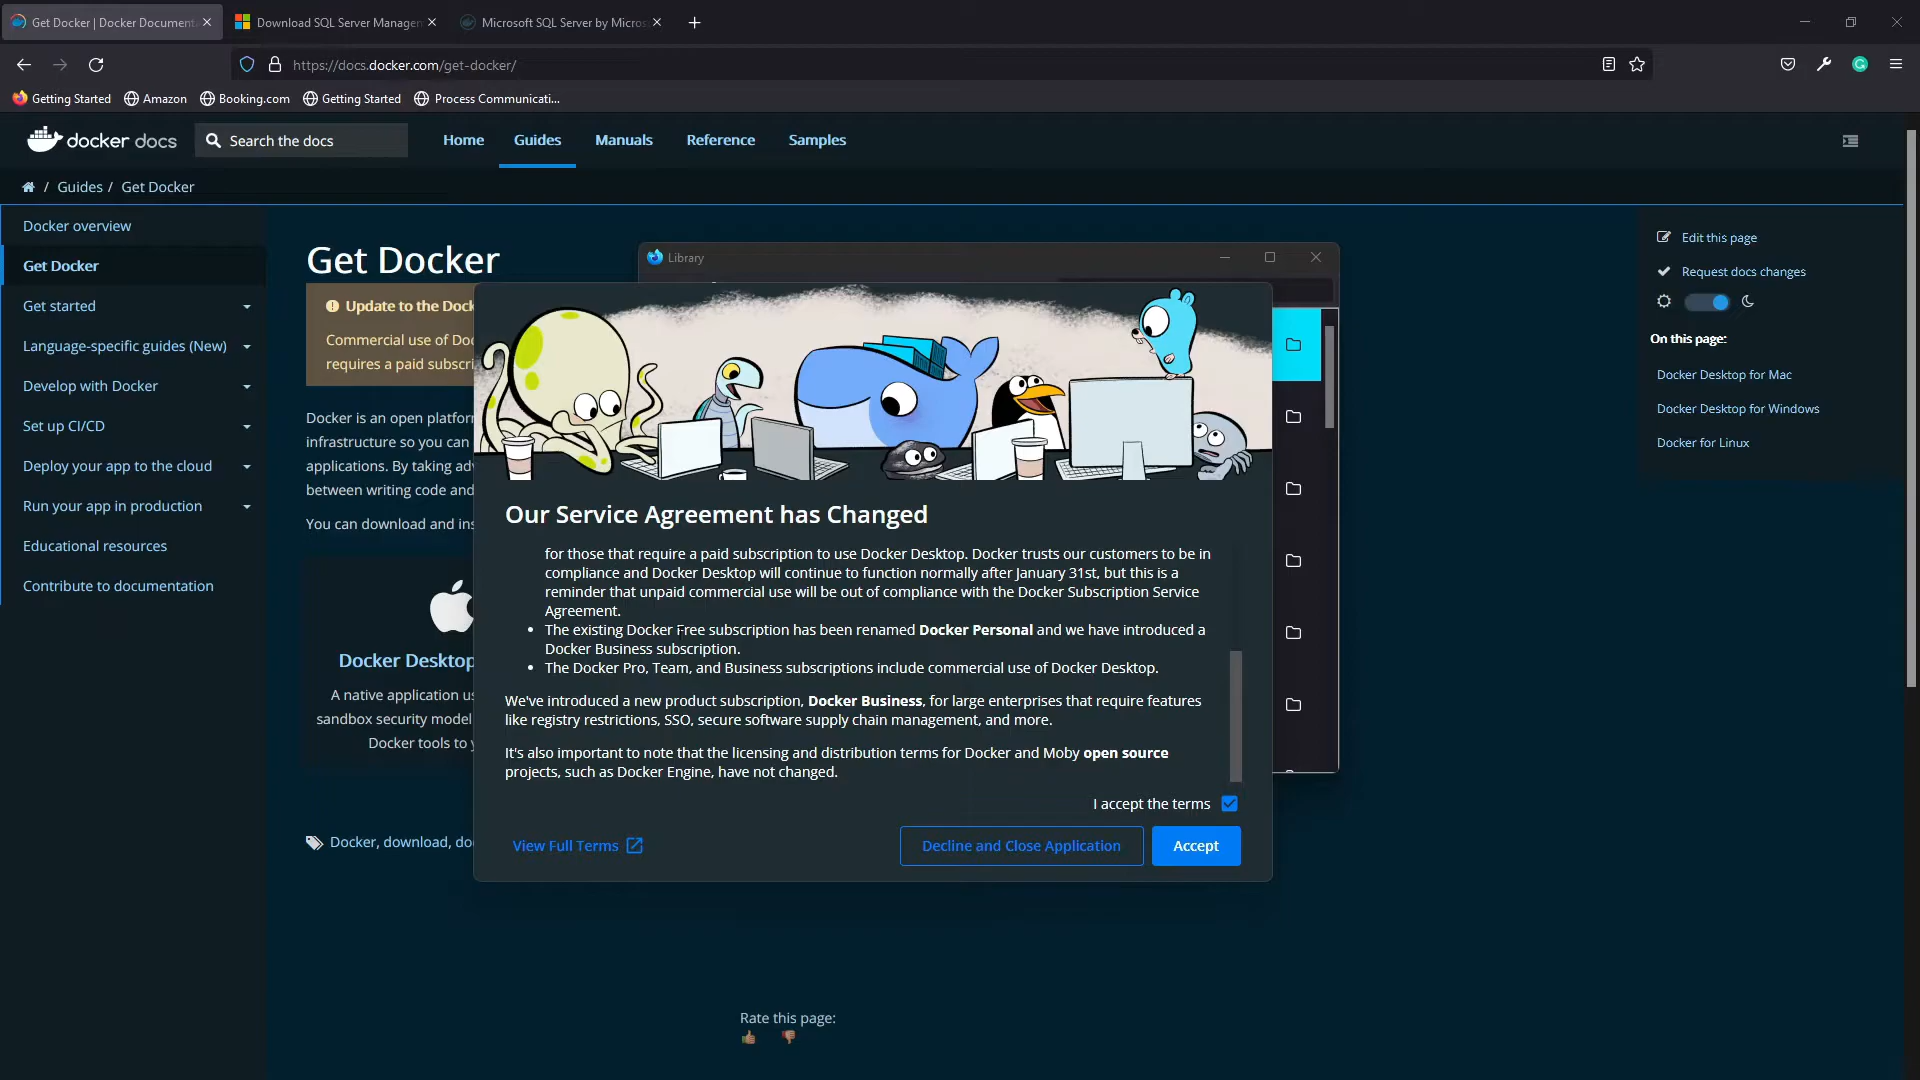 Get Docker | Docker Documenta
Download SQL Server Managem
Microsoft SQL Server by Micros
https://docs.docker.com/get-docker/
Getting Started
Amazon
Booking.com
Getting Started
Process Communicati...
docker docs
Search the docs
Home
Guides
Manuals
Reference
Samples
/ Guides / Get Docker
Docker overview
Get Docker
Get started
Language-specific guides (New)
Develop with Docker
Set up CI/CD
Deploy your app to the cloud
Run your app in production
Educational resources
Contribute to documentation
Get Docker
Update to the Dock
Commercial use of Doc
requires a paid subscri
Docker is an open platforn
infrastructure so you can
applications. By taking adv
between writing code and
You can download and ins
Docker Desktop
A native application us
sandbox security model
Docker tools to y
Docker, download, doc
Library
Our Service Agreement has Changed
for those that require a paid subscription to use Docker Desktop. Docker trusts our customers to be in
compliance and Docker Desktop will continue to function normally after January 31st, but this is a
reminder that unpaid commercial use will be out of compliance with the Docker Subscription Service
Agreement.
• The existing Docker Free subscription has been renamed Docker Personal and we have introduced a
Docker Business subscription.
• The Docker Pro, Team, and Business subscriptions include commercial use of Docker Desktop.
We've introduced a new product subscription, Docker Business, for large enterprises that require features
like registry restrictions, SSO, secure software supply chain management, and more.
It's also important to note that the licensing and distribution terms for Docker and Moby open source
projects, such as Docker Engine, have not changed.
I accept the terms
View Full Terms
Decline and Close Application
Accept
Edit this page
Request docs changes
On this page:
Docker Desktop for Mac
Docker Desktop for Windows
Docker for Linux
Rate this page: